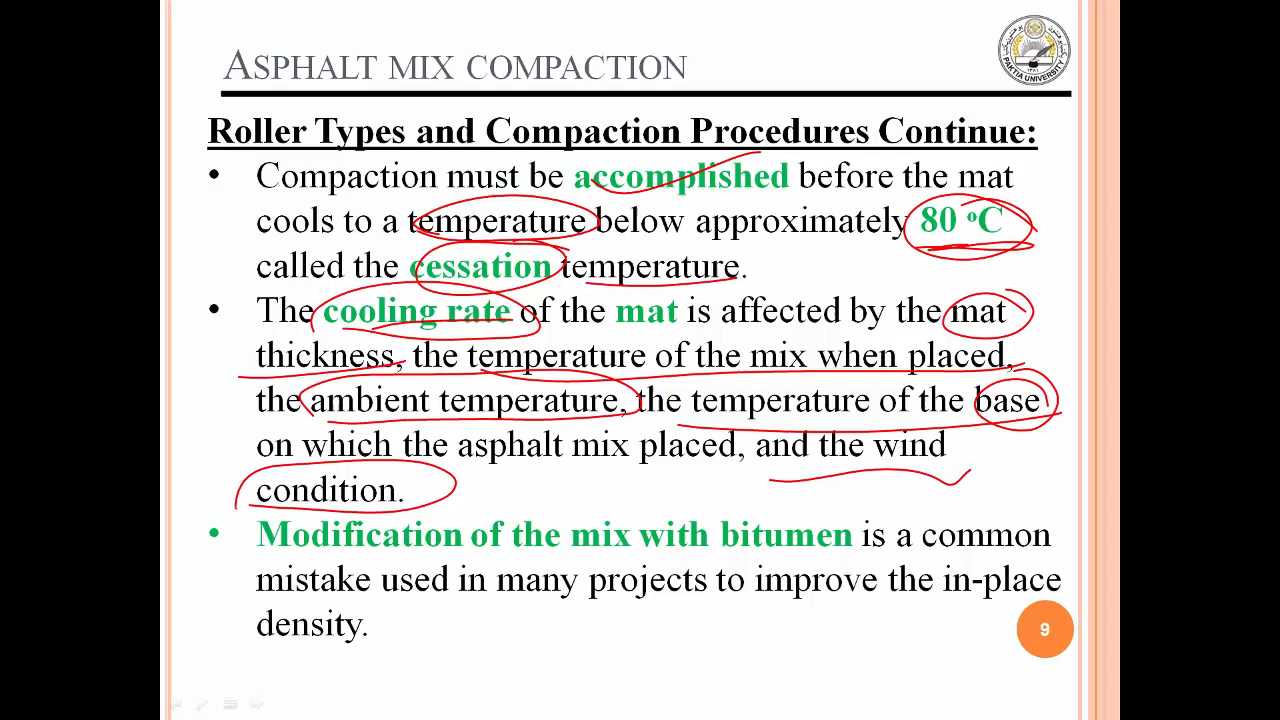 ASPHALT MIX COMPACTION
PAKTIA UNIVERSITY
Roller Types and Compaction Procedures Continue:
• Compaction must be accomplished before the mat
cools to a temperature below approximately 80 ᵒC
called the cessation temperature.
• The cooling rate of the mat is affected by the mat
thickness, the temperature of the mix when placed,
the ambient temperature, the temperature of the base
on which the asphalt mix placed, and the wind
condition.
• Modification of the mix with bitumen is a common
mistake used in many projects to improve the in-place
density.
9